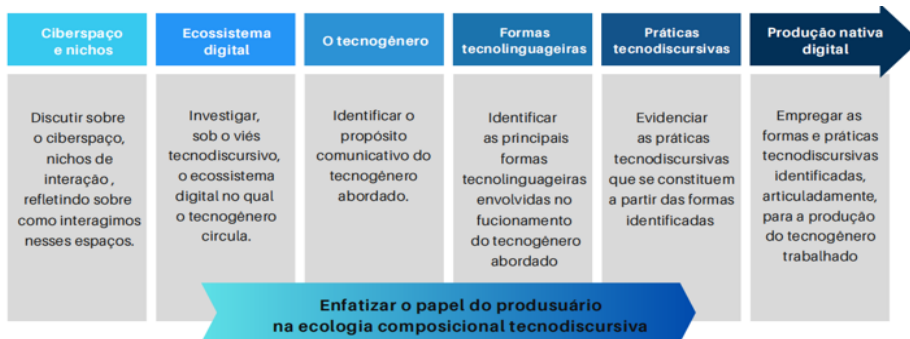 Ciberspaço
e nichos
Ecossistema
digital
O tecnogênero
Formas
tecnolinguageiras
Práticas
tecnodiscursivas
Produção nativa
digital
Discutir sobre
o ciberspaço,
nichos de
interação ,
refletindo sobre
como interagimos
nesses espaços.
Investigar,
sob o viés
tecnodiscursivo,
o ecossistema
digital no qual
o tecnogênero
circula.
Identificar o
propósito
comunicativo do
tecnogênero
abordado.
Identificar
as principais
formas
tecnolinguageiras
envolvidas no
fucionamento
do tecnogênero
abordado
Evidenciar
as práticas
tecnodiscursivas
que se constituem
a partir das formas
identificadas
Empregar as
formas e práticas
tecnodiscursivas
identificadas,
articuladamente,
para a produção
do tecnogênero
trabalhado
Enfatizar o papel do produsuário
na ecologia composicional tecnodiscursiva